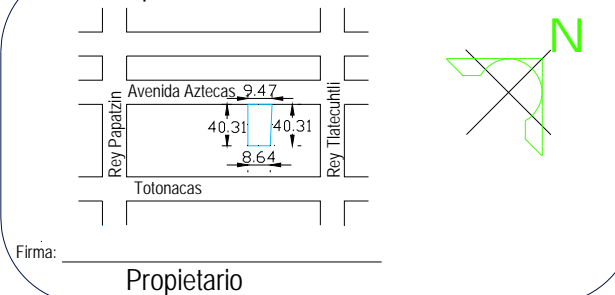 N
Avenida Aztecas 9.47
Rey Papatzin
40.31
40.31
Rey Tlatecuhtli
8.64
Totonacas
Firma:
Propietario